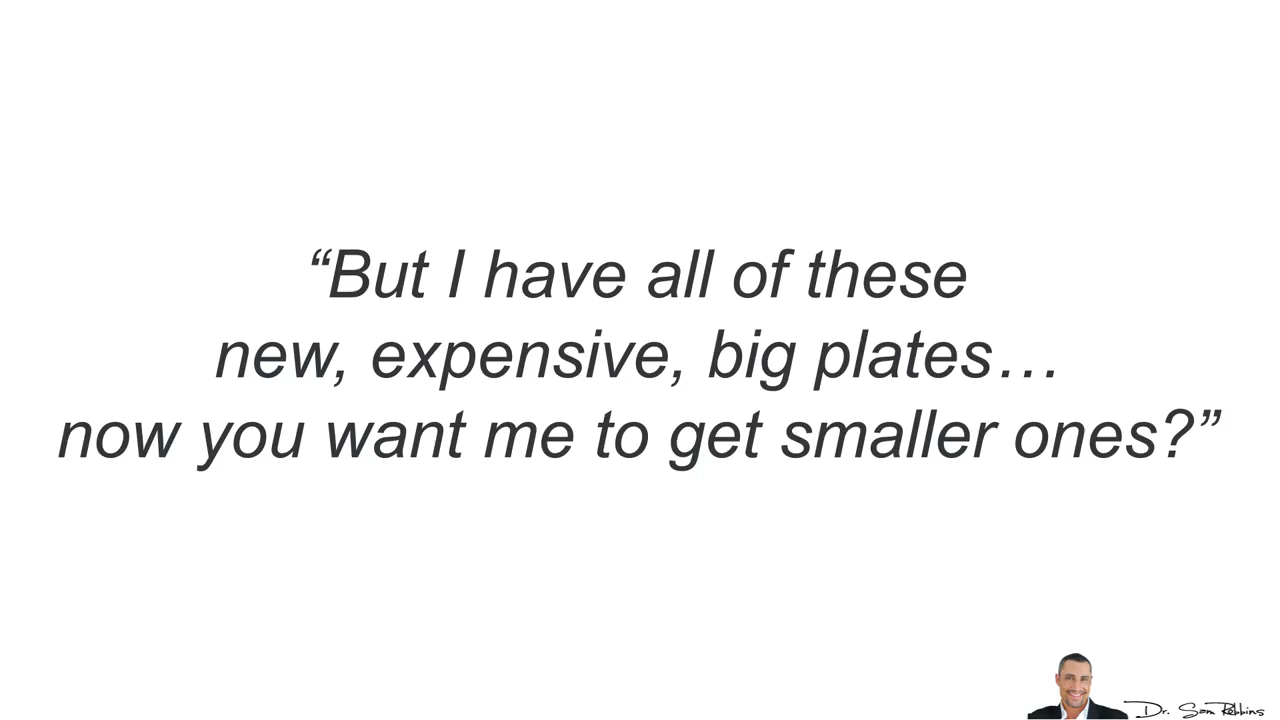 “But I have all of these
new, expensive, big plates…
now you want me to get smaller ones?”
Dr. Sam Robbins